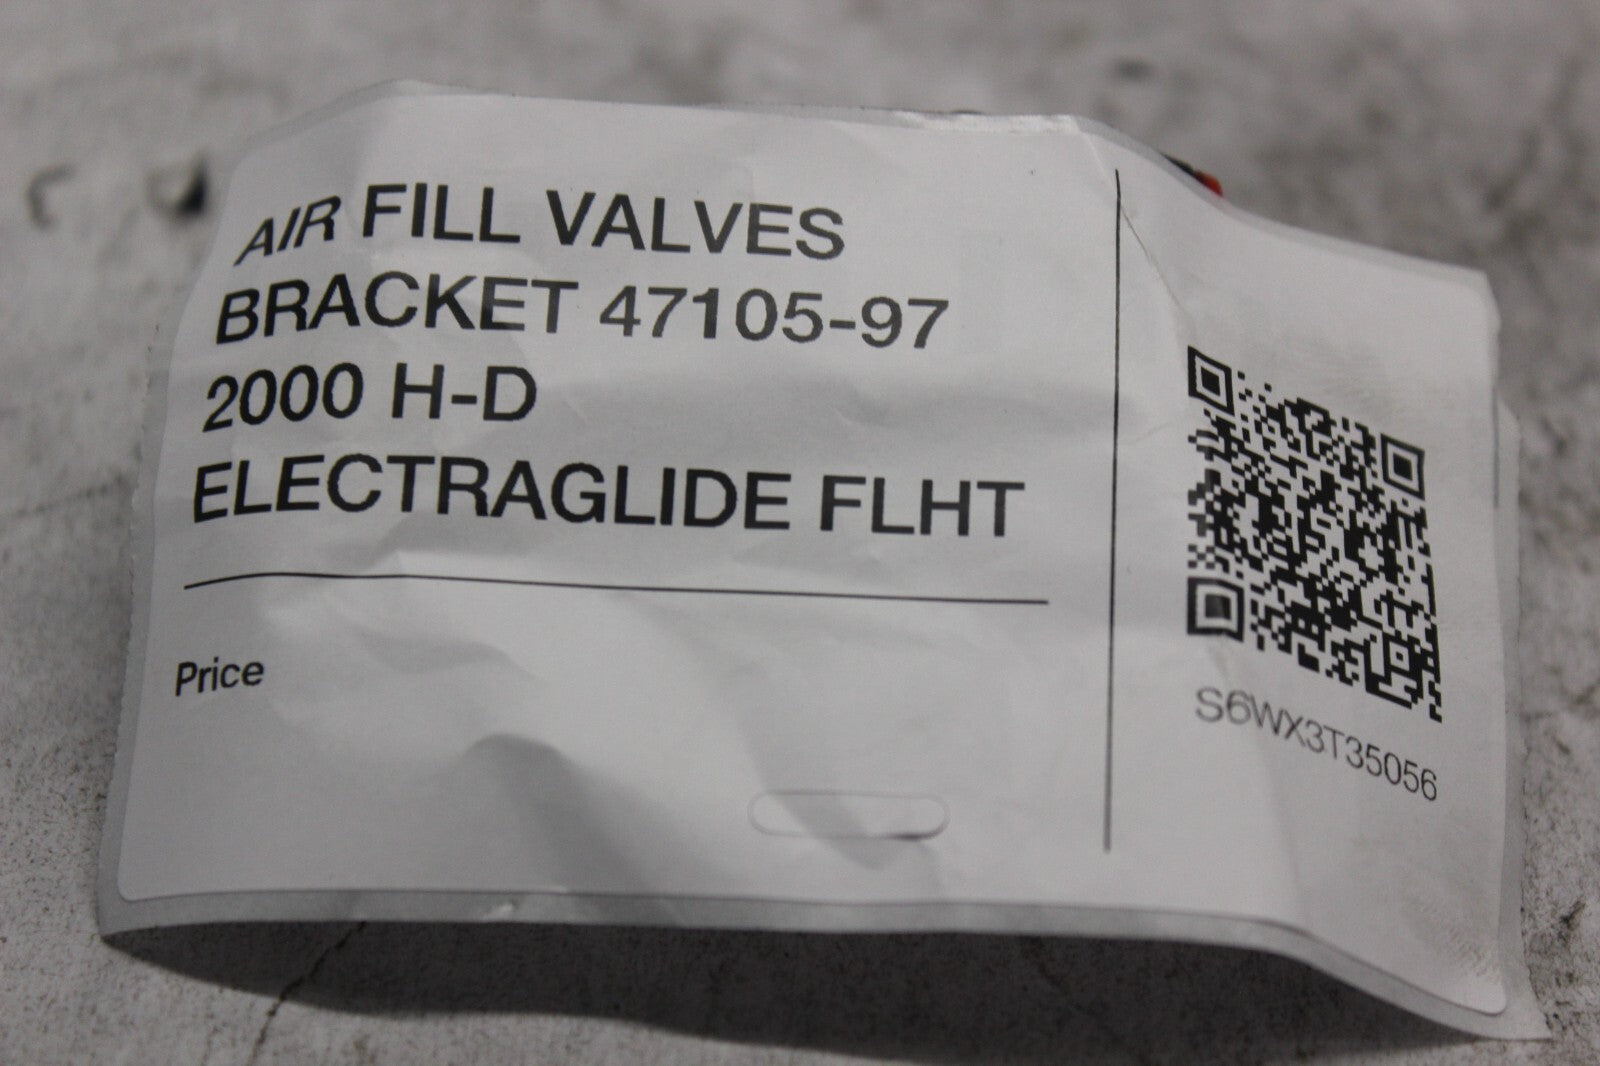 AIR FILL VALVES
BRACKET 47105-97
2000 H-D
ELECTRAGLIDE FLHT
Price
S6WX3T35056